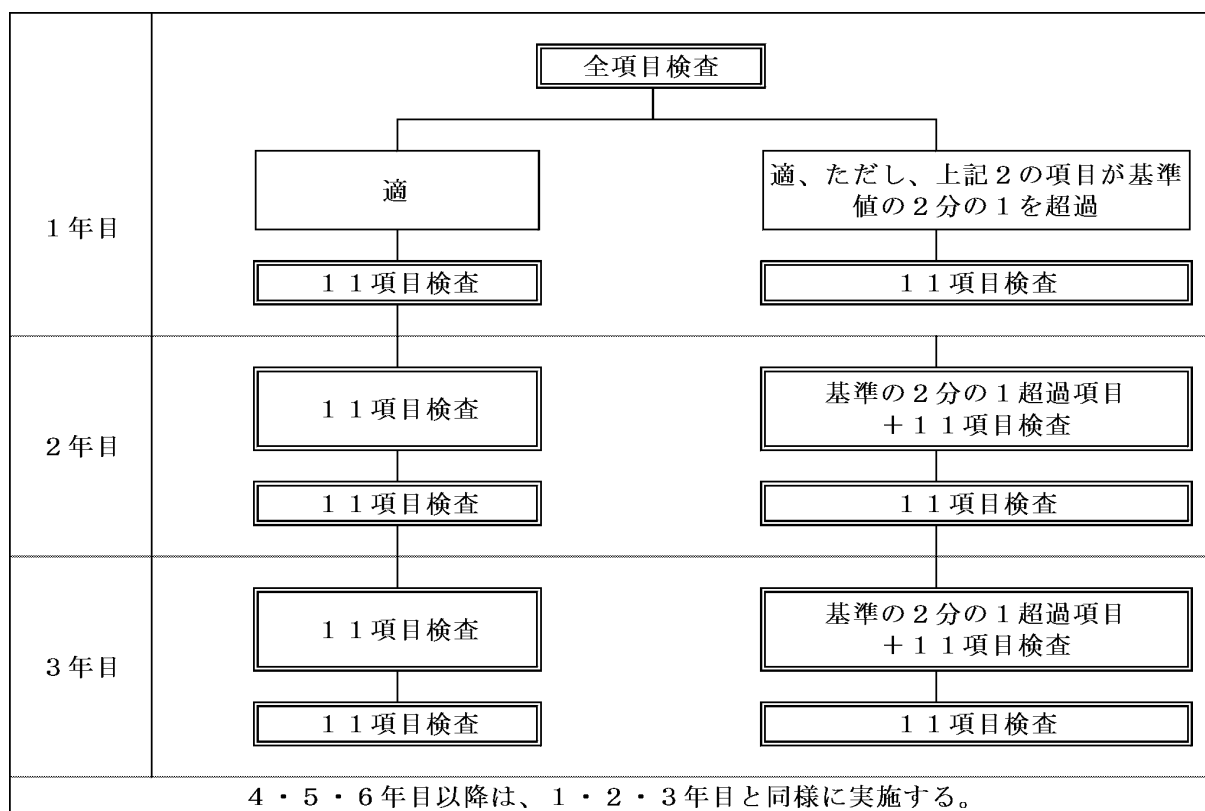 全項目検査
1年目
適
適、ただし、上記2の項目が基準
値の2分の1を超過
11項目検査
11項目検査
2年目
11項目検査
基準の2分の1超過項目
+11項目検査
11項目検査
11項目検査
3年目
11項目検査
基準の2分の1超過項目
+11項目検査
11項目検査
11項目検査
4・5・6年目以降は、1・2・3年目と同様に実施する。